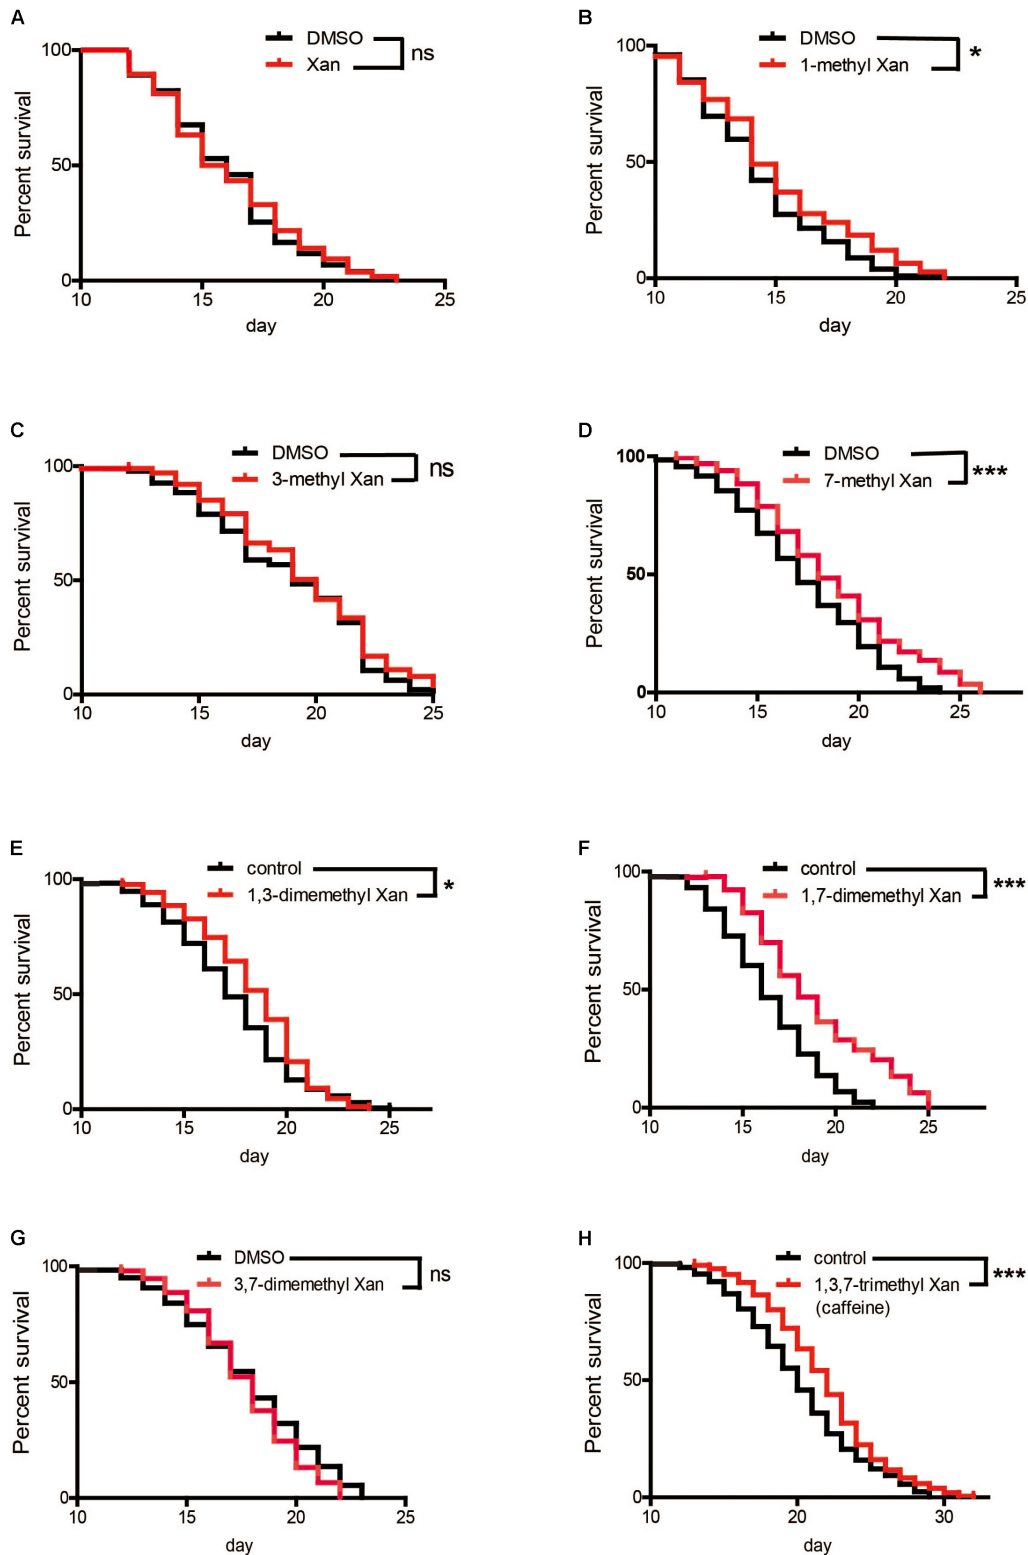 A
DMSO
Xan
ns
Percent survival
100
50
0
10 15 20 25
day
B
DMSO
1-methyl Xan
*
Percent survival
100
50
0
10 15 20 25
day
C
DMSO
3-methyl Xan
ns
Percent survival
100
50
0
10 15 20 25
day
D
DMSO
7-methyl Xan
***
Percent survival
100
50
0
10 15 20 25
day
E
control
1,3-dimemethyl Xan
*
Percent survival
100
50
0
10 15 20 25
day
F
control
1,7-dimemethyl Xan
***
Percent survival
100
50
0
10 15 20 25
day
G
DMSO
3,7-dimemethyl Xan
ns
Percent survival
100
50
0
10 15 20 25
day
H
control
1,3,7-trimethyl Xan
(caffeine)
***
Percent survival
100
50
0
10 20 30
day